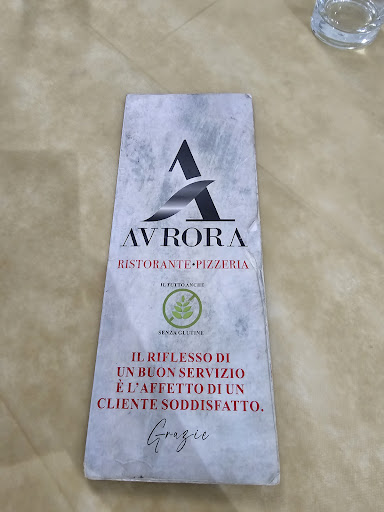 AVRORA
RISTORANTE•PIZZERIA
IL TUTTO ANCHE
SENZA GLUTINE
IL RIFLESSO DI
UN BUON SERVIZIO
È L'AFFETTO DI UN
CLIENTE SODDISFATTO.
Grazie